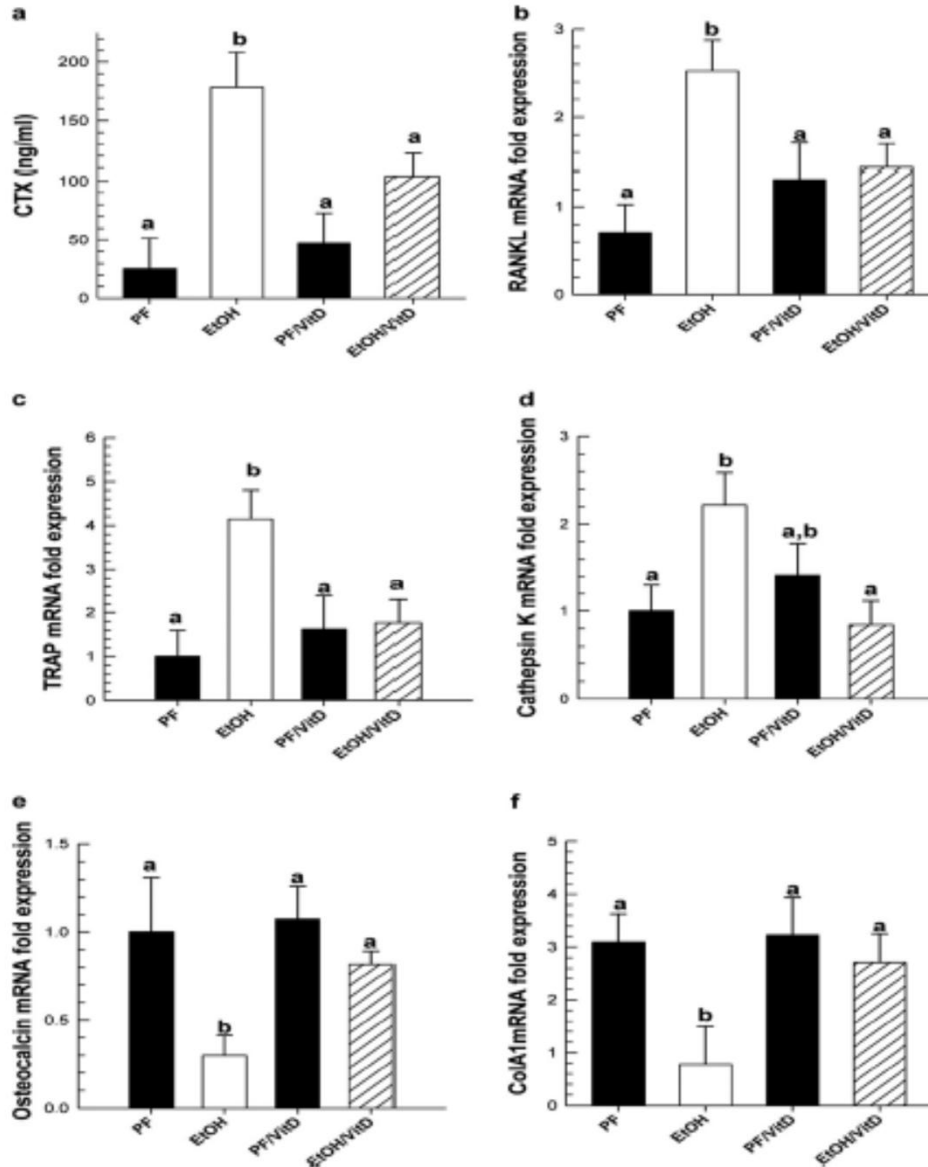 a
CTX (ng/ml)
200
150
100
50
0
a
b
a
a
PF
EtOH
PF/VitD
EtOH/VitD
b
RANKL mRNA fold expression
3
2
1
0
a
b
a
a
PF
EtOH
PF/VitD
EtOH/VitD
c
TRAP mRNA fold expression
6
5
4
3
2
1
0
a
b
a
a
PF
EtOH
PF/VitD
EtOH/VitD
d
Cathepsin K mRNA fold expression
3
2
1
0
a
b
a,b
a
PF
EtOH
PF/VitD
EtOH/VitD
e
Osteocalcin mRNA fold expression
1.5
1.0
0.5
0.0
a
b
a
a
PF
EtOH
PF/VitD
EtOH/VitD
f
ColA1mRNA fold expression
5
4
3
2
1
0
a
b
a
a
PF
EtOH
PF/VitD
EtOH/VitD